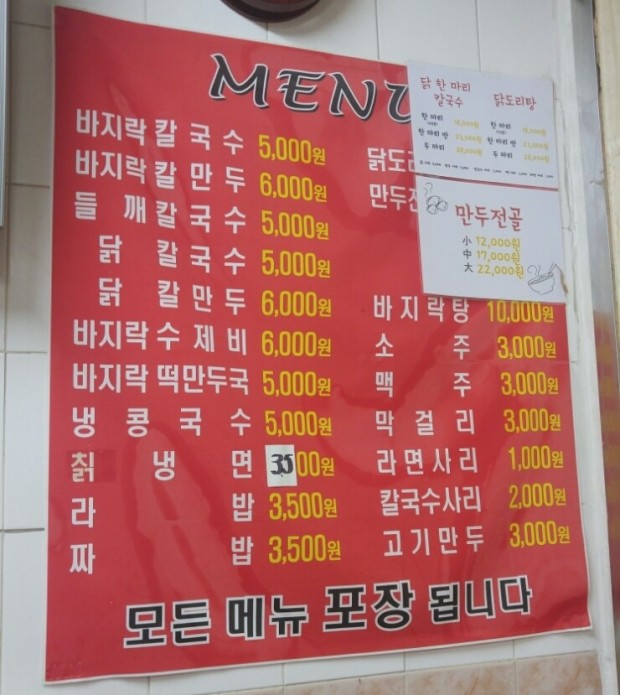 MENU
바지락칼국수 5,000원
바지락칼만두 6,000원
들깨칼국수 5,000원
닭칼국수 5,000원
닭칼만두 6,000원
바지락수제비 6,000원
바지락떡만두국 5,000원
냉콩국수 5,000원
칡냉면 3500원
라밥 3,500원
짜밥 3,500원
닭도리
만두전
닭 한 마리 칼국수
한 마리
한 마리 반
두 마리
닭도리탕
한 마리
한 마리 반
두 마리
만두전골
小 12,000원
中 17,000원
大 22,000원
바지락탕 10,000원
소주 3,000원
맥주 3,000원
막걸리 3,000원
라면사리 1,000원
칼국수사리 2,000원
고기만두 3,000원
모든 메뉴 포장 됩니다